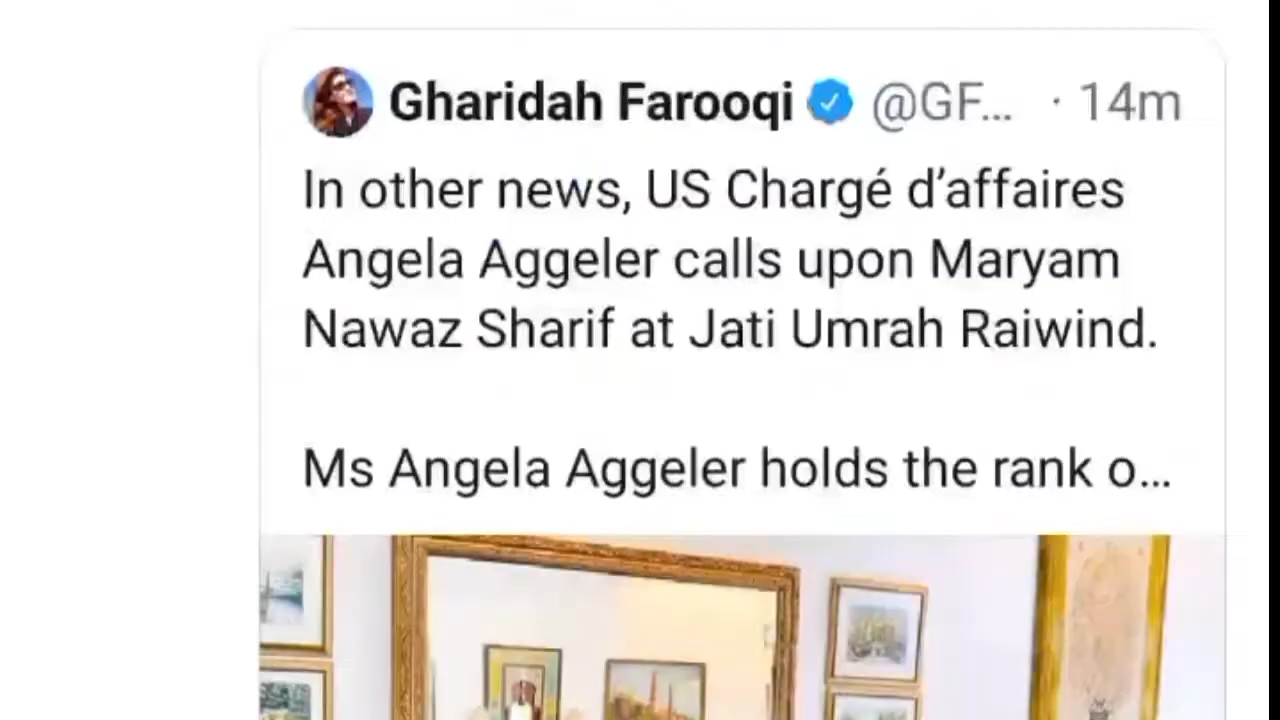 Gharidah Farooqi @GF... · 14m
In other news, US Chargé d’affaires
Angela Aggeler calls upon Maryam
Nawaz Sharif at Jati Umrah Raiwind.
Ms Angela Aggeler holds the rank o...